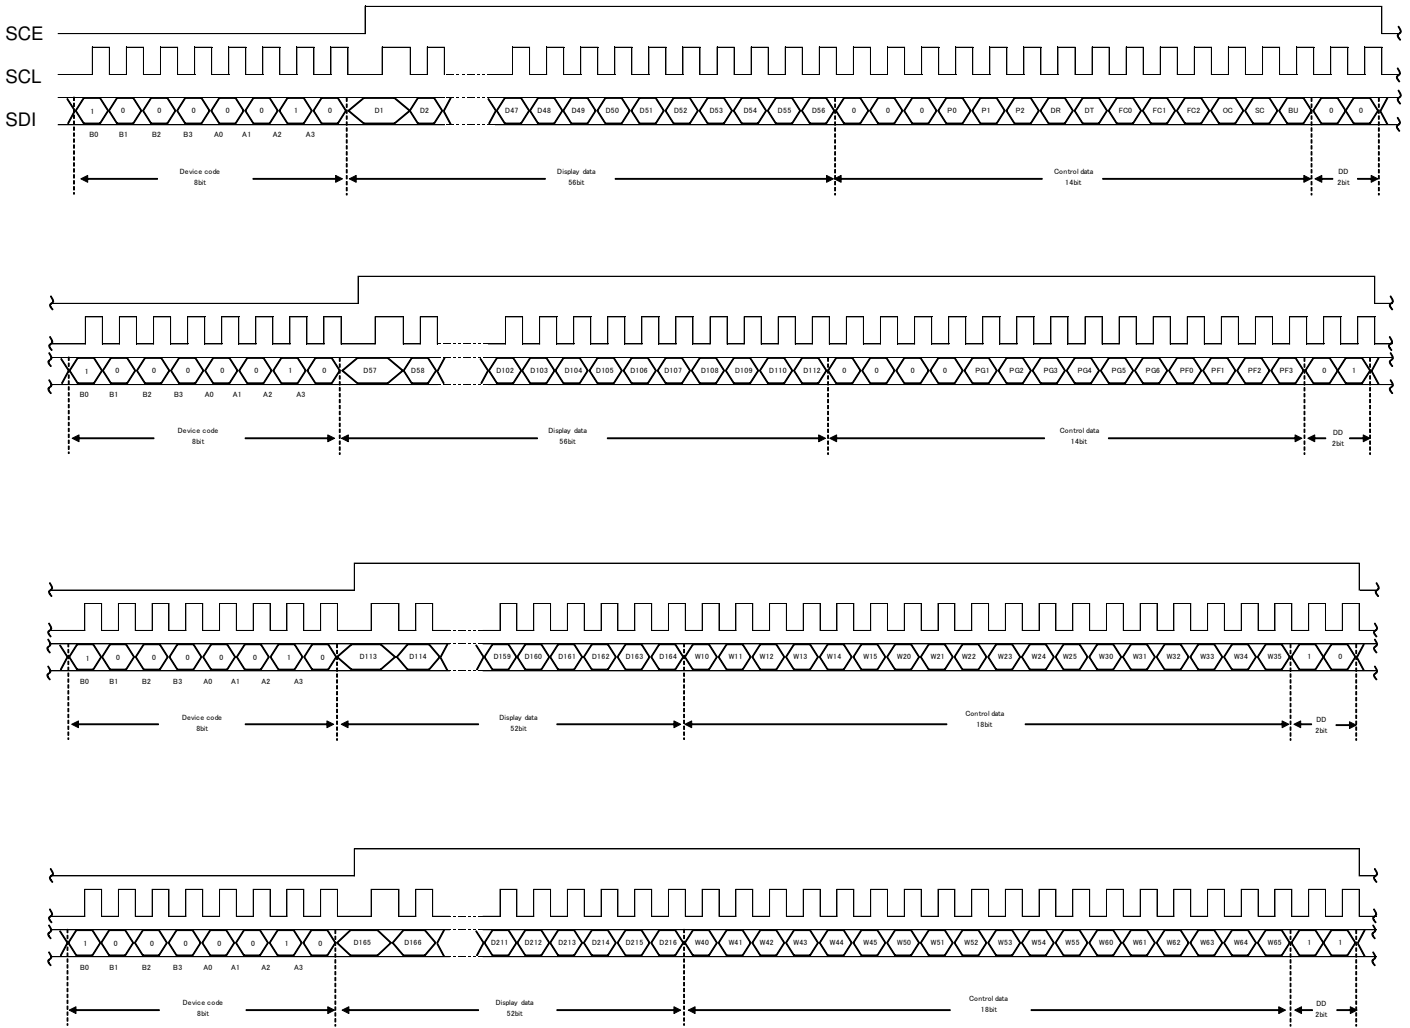 SCE
SCL
SDI
1 0 0 0 0 0 1 0 D1 D2 D47 D48 D49 D50 D51 D52 D53 D54 D55 D56 0 0 0 P0 P1 P2 DR DT FC0 FC1 FC2 OC SC BU 0 0
B0 B1 B2 B3 A0 A1 A2 A3
Device code Display data Control data DD
8bit 56bit 14bit 2bit
1 0 0 0 0 0 1 0 D57 D58 D102 D103 D104 D105 D106 D107 D108 D109 D110 D112 0 0 0 0 PG1 PG2 PG3 PG4 PG5 PG6 PF0 PF1 PF2 PF3 0 1
B0 B1 B2 B3 A0 A1 A2 A3
Device code Display data Control data DD
8bit 56bit 14bit 2bit
1 0 0 0 0 0 1 0 D113 D114 D159 D160 D161 D162 D163 D164 W10 W11 W12 W13 W14 W15 W20 W21 W22 W23 W24 W25 W30 W31 W32 W33 W34 W35 1 0
B0 B1 B2 B3 A0 A1 A2 A3
Device code Display data Control data DD
8bit 52bit 18bit 2bit
1 0 0 0 0 0 1 0 D165 D166 D211 D212 D213 D214 D215 D216 W40 W41 W42 W43 W44 W45 W50 W51 W52 W53 W54 W55 W60 W61 W62 W63 W64 W65 1 1
B0 B1 B2 B3 A0 A1 A2 A3
Device code Display data Control data DD
8bit 52bit 18bit 2bit